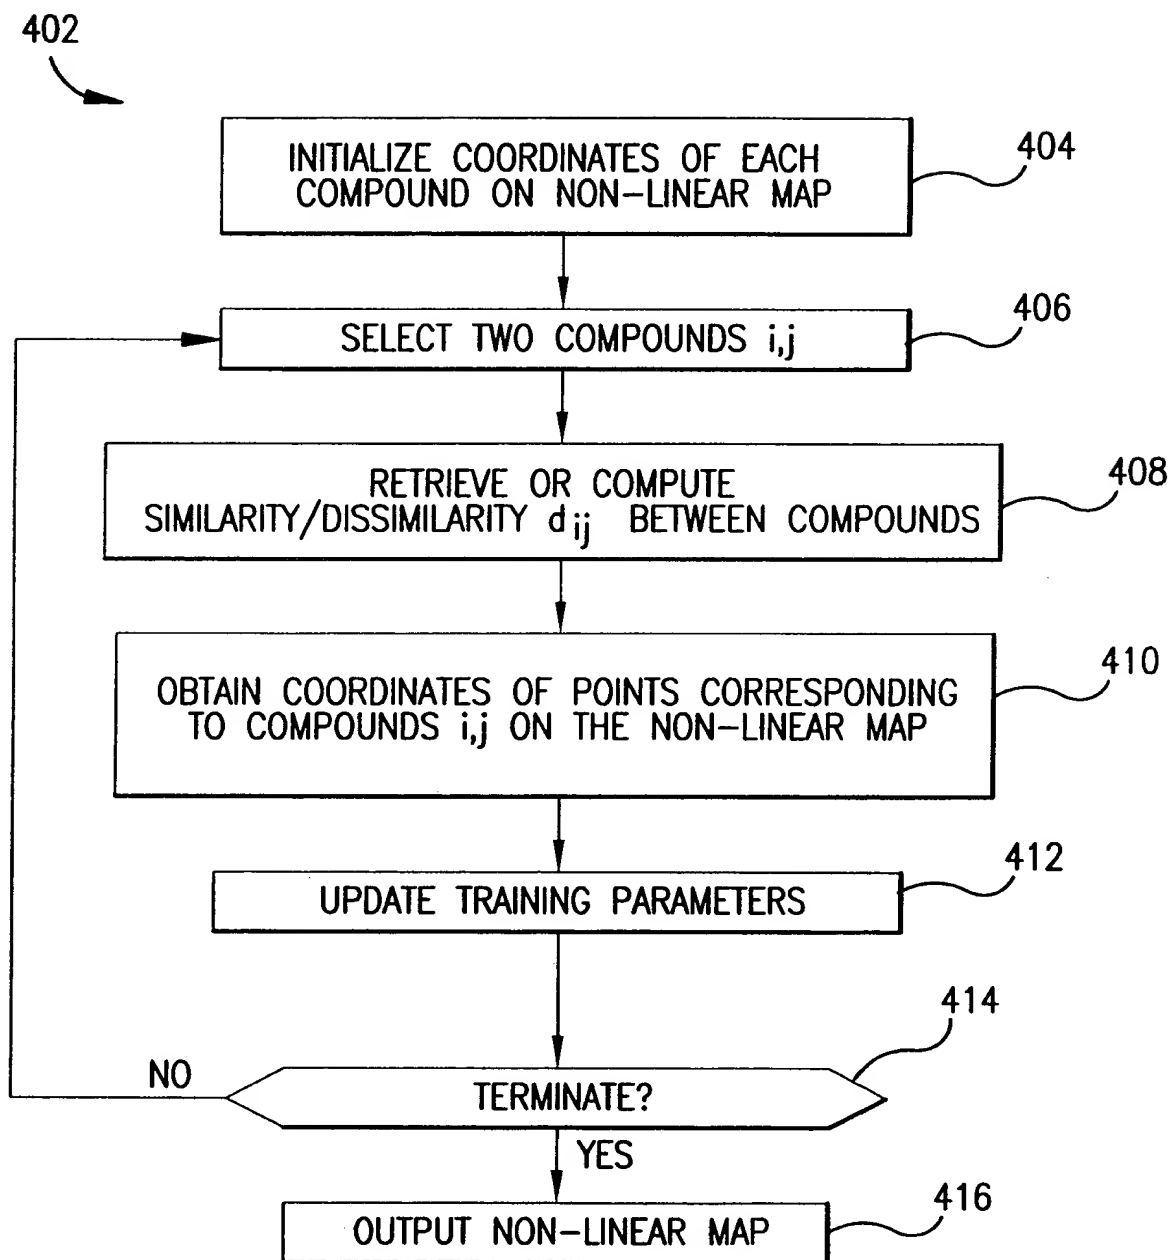 402
INITIALIZE COORDINATES OF EACH
COMPOUND ON NON-LINEAR MAP
404
SELECT TWO COMPOUNDS i,j
406
RETRIEVE OR COMPUTE
SIMILARITY/DISSIMILARITY dij BETWEEN COMPOUNDS
408
OBTAIN COORDINATES OF POINTS CORRESPONDING
TO COMPOUNDS i,j ON THE NON-LINEAR MAP
410
UPDATE TRAINING PARAMETERS
412
TERMINATE?
414
NO
YES
OUTPUT NON-LINEAR MAP
416